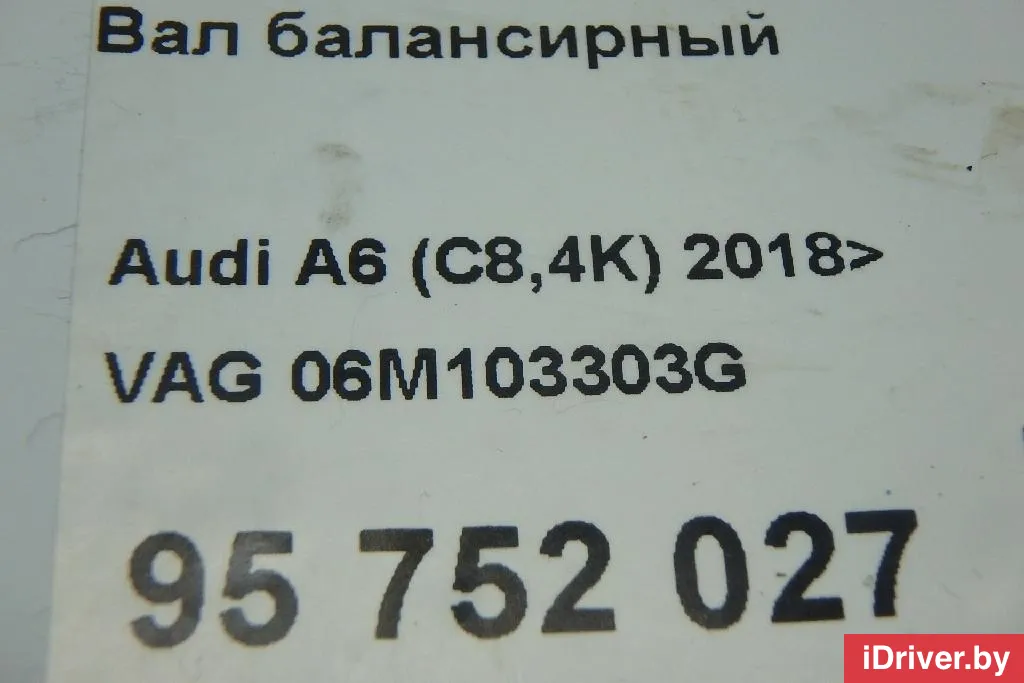 Вал балансирный
Audi A6 (C8,4K) 2018>
VAG 06M103303G
95 752 027
iDriver.by